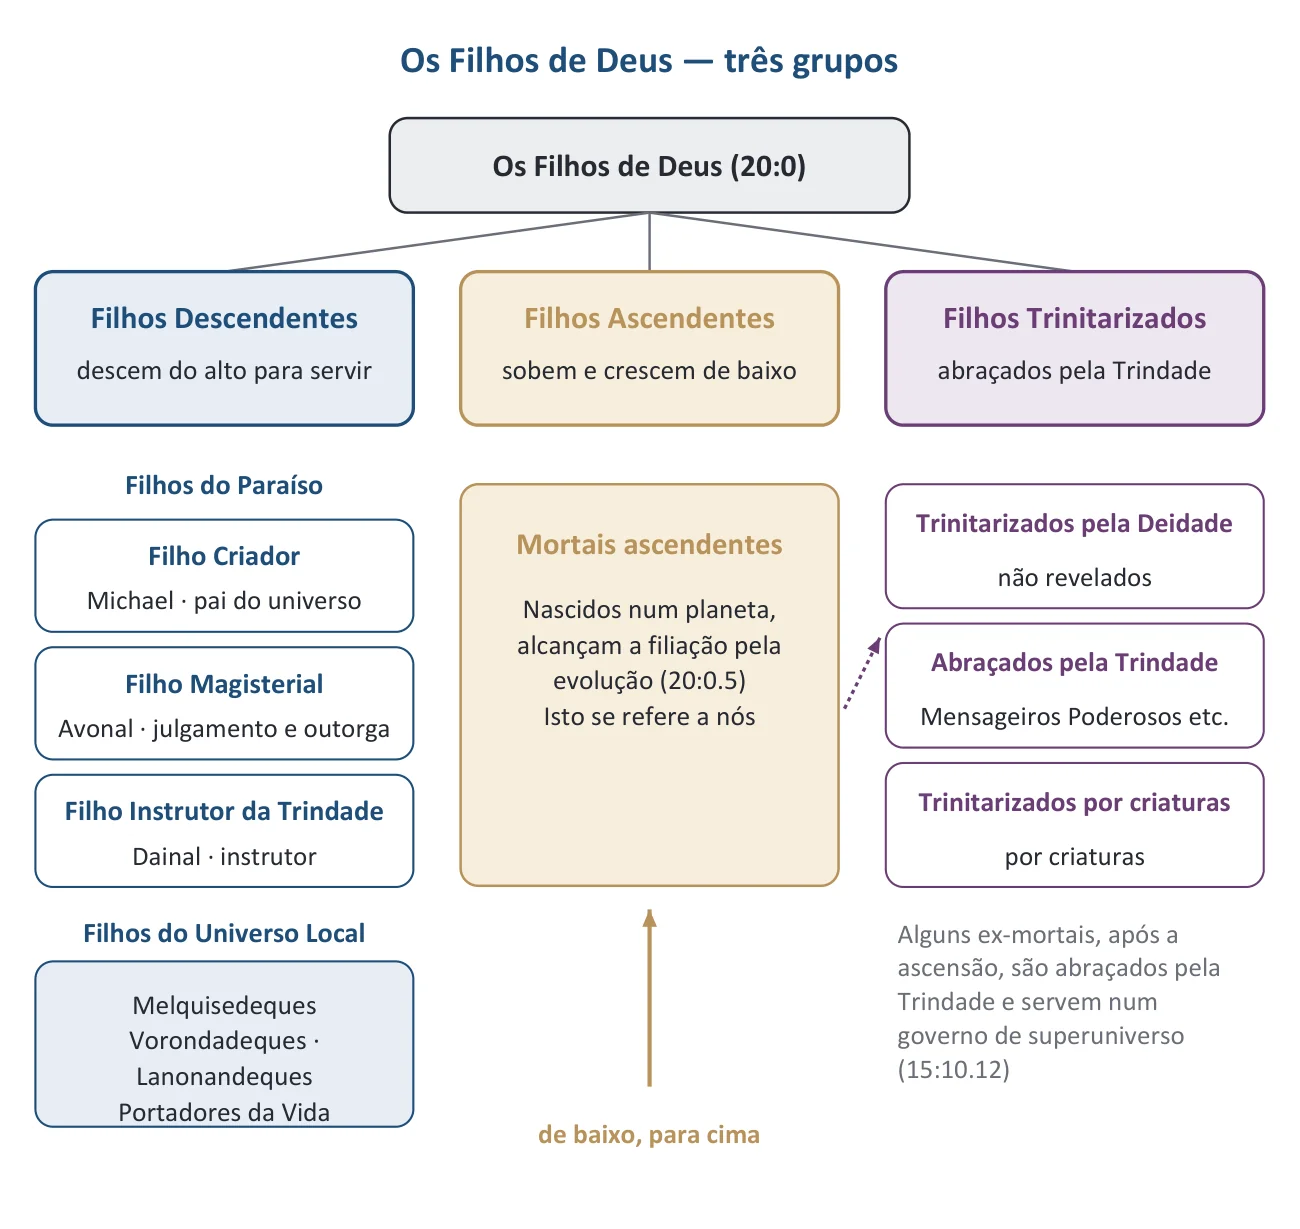 Os Filhos de Deus — três grupos
Os Filhos de Deus (20:0)
Filhos Descendentes
descem do alto para servir
Filhos Ascendentes
sobem e crescem de baixo
Filhos Trinitarizados
abraçados pela Trindade
Filhos do Paraíso
Filho Criador
Michael · pai do universo
Filho Magisterial
Avonal · julgamento e outorga
Filho Instrutor da Trindade
Dainal · instrutor
Filhos do Universo Local
Melquisedeques
Vorondadeques ·
Lanonandeques
Portadores da Vida
Mortais ascendentes
Nascidos num planeta,
alcançam a filiação pela
evolução (20:0.5)
Isto se refere a nós
de baixo, para cima
Trinitarizados pela Deidade
não revelados
Abraçados pela Trindade
Mensageiros Poderosos etc.
Trinitarizados por criaturas
por criaturas
Alguns ex-mortais, após a
ascensão, são abraçados pela
Trindade e servem num
governo de superuniverso
(15:10.12)